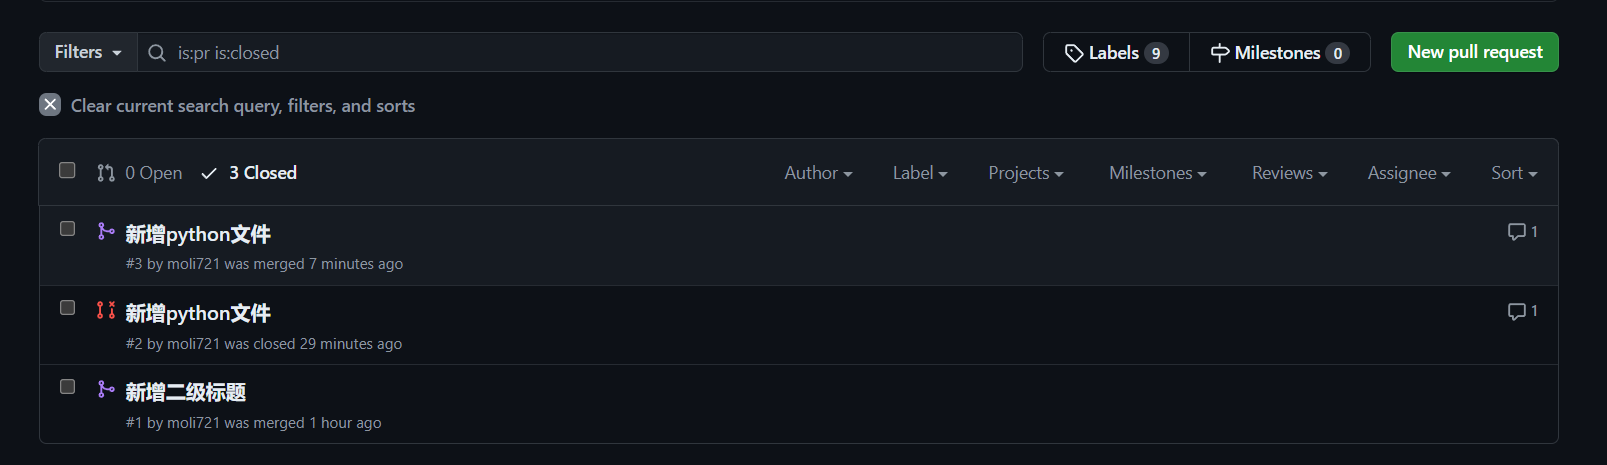 Filters is:pr is:closed Labels 9 Milestones 0 New pull request
Clear current search query, filters, and sorts
0 Open 3 Closed Author Label Projects Milestones Reviews Assignee Sort
新增python文件 1
#3 by moli721 was merged 7 minutes ago
新增python文件 1
#2 by moli721 was closed 29 minutes ago
新增二级标题
#1 by moli721 was merged 1 hour ago